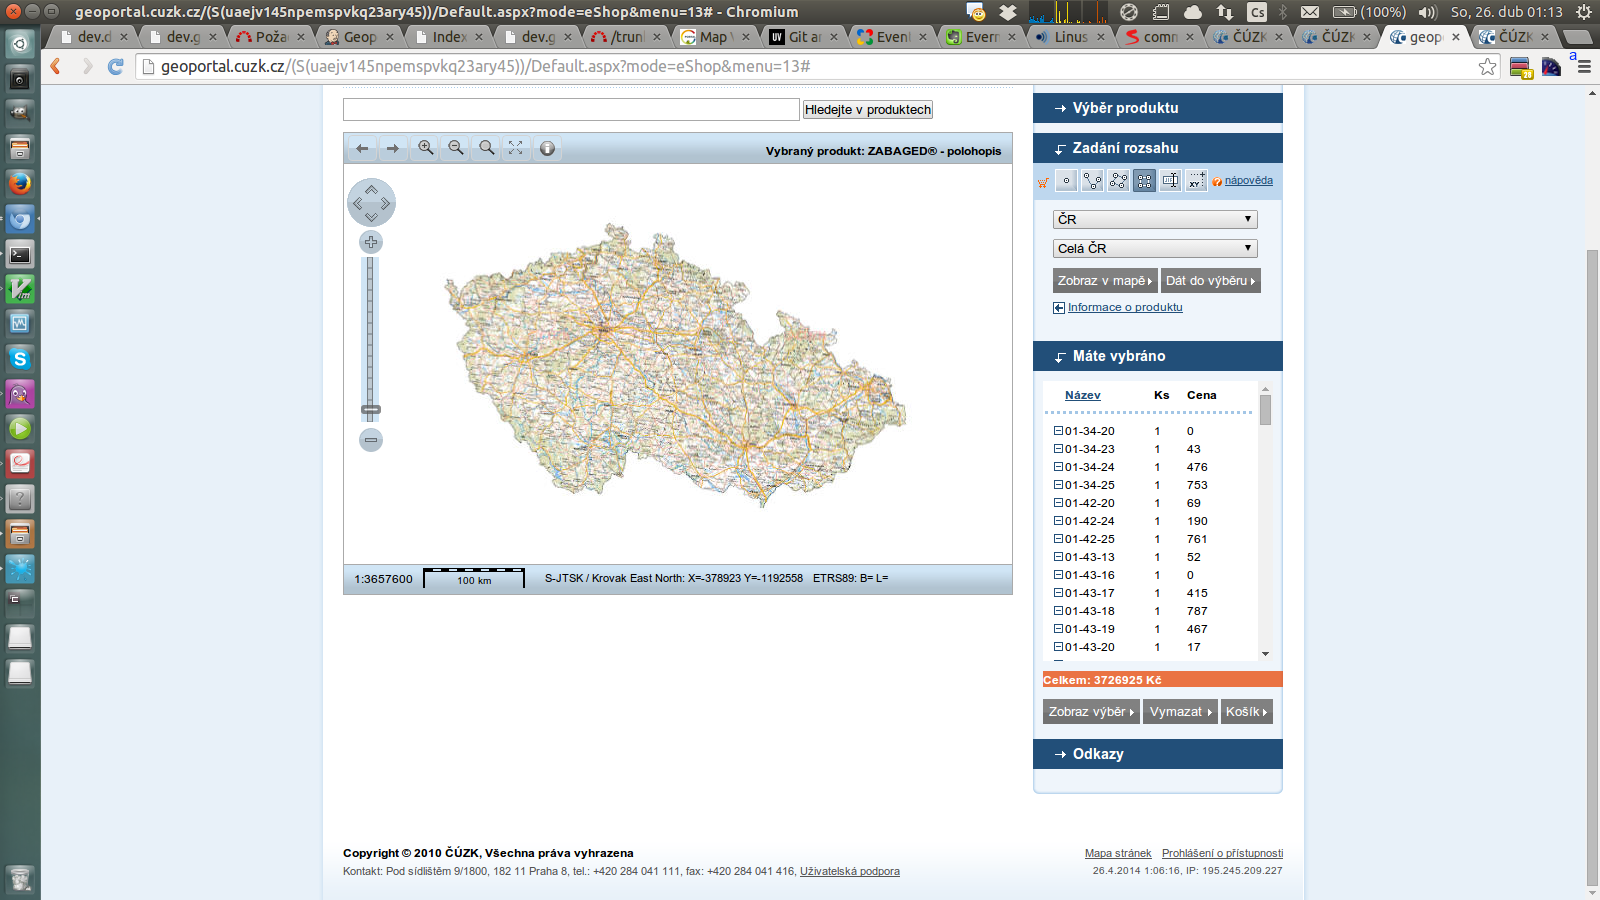 geoportal.cuzk.cz/(S(uaejv145npemspvkq23ary45))/Default.aspx?mode=eShop&menu=13# - Chromium
Cs
(100%)
So, 26. dub 01:13
dev.d
dev.g
Poža
Geop
Index
dev.g
/trun
Map V
Git ar
Even
Evern
Linus
comn
ČÚZK
ČÚZK
geop
ČÚZK
geoportal.cuzk.cz/(S(uaejv145npemspvkq23ary45))/Default.aspx?mode=eShop&menu=13#
28
a
Hledejte v produktech
Vybraný produkt: ZABAGED® - polohopis
1:3657600
100 km
S-JTSK / Krovak East North: X=-378923 Y=-1192558 ETRS89: B= L=
Výběr produktu
Zadání rozsahu
XY
nápověda
ČR
Celá ČR
Zobraz v mapě
Dát do výběru
Informace o produktu
Máte vybráno
Název Ks Cena
01-34-20 1 0
01-34-23 1 43
01-34-24 1 476
01-34-25 1 753
01-42-20 1 69
01-42-24 1 190
01-42-25 1 761
01-43-13 1 52
01-43-16 1 0
01-43-17 1 415
01-43-18 1 787
01-43-19 1 467
01-43-20 1 17
Celkem: 3726925 Kč
Zobraz výběr
Vymazat
Košík
Odkazy
Copyright © 2010 ČÚZK, Všechna práva vyhrazena
Kontakt: Pod sídlištěm 9/1800, 182 11 Praha 8, tel.: +420 284 041 111, fax: +420 284 041 416, Uživatelská podpora
Mapa stránek Prohlášení o přístupnosti
26.4.2014 1:06:16, IP: 195.245.209.227